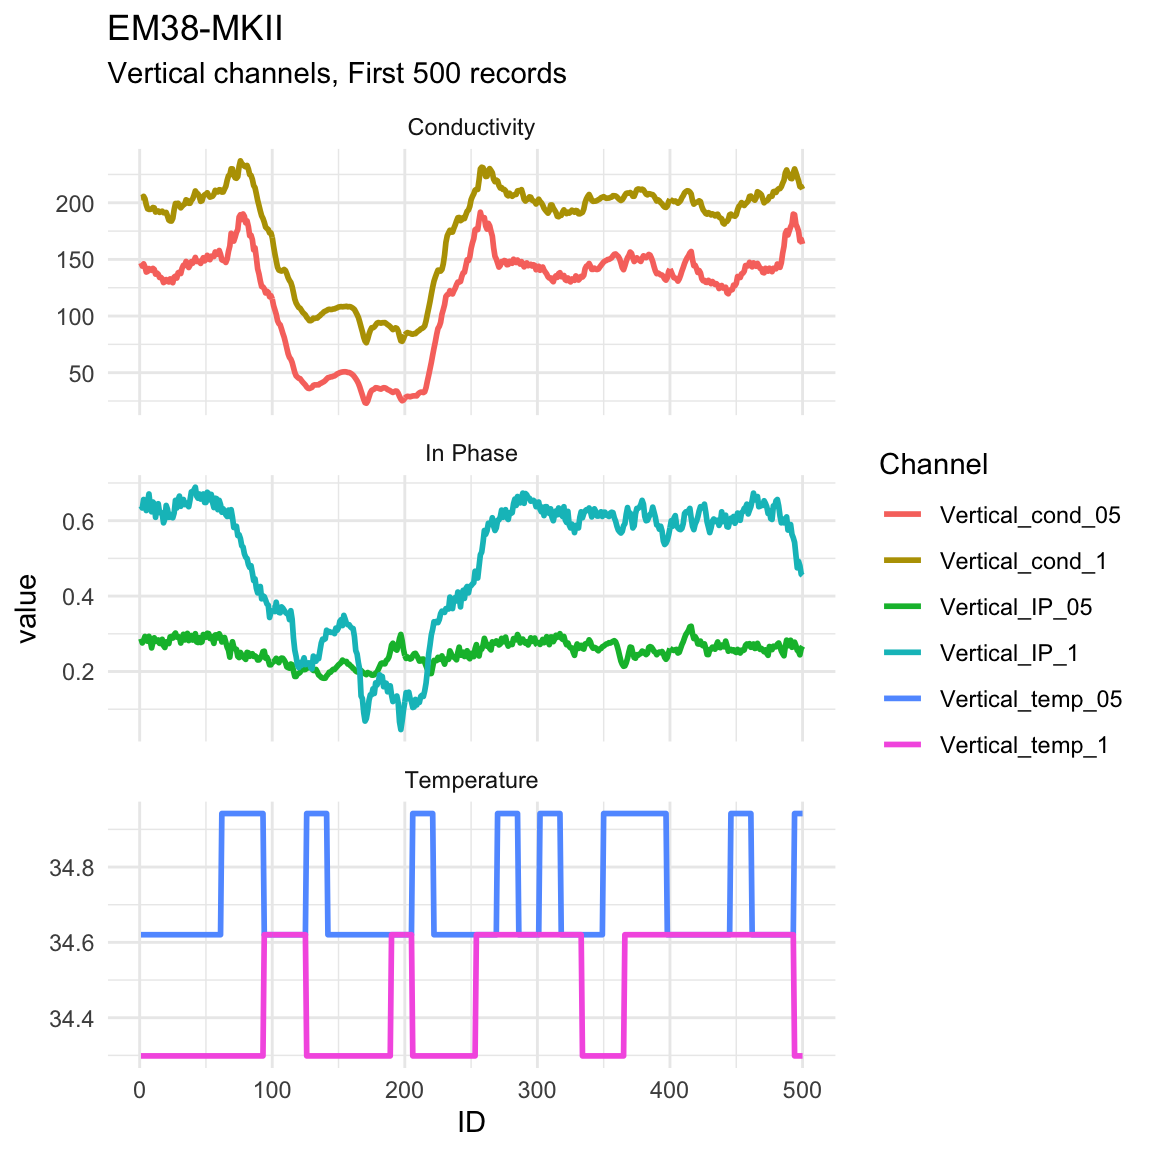 EM38-MKII
Vertical channels, First 500 records
Conductivity
200
150
100
50
In Phase
0.6
0.4
0.2
Temperature
34.8
34.6
34.4
0 100 200 300 400 500
ID
value
Channel
Vertical_cond_05
Vertical_cond_1
Vertical_IP_05
Vertical_IP_1
Vertical_temp_05
Vertical_temp_1